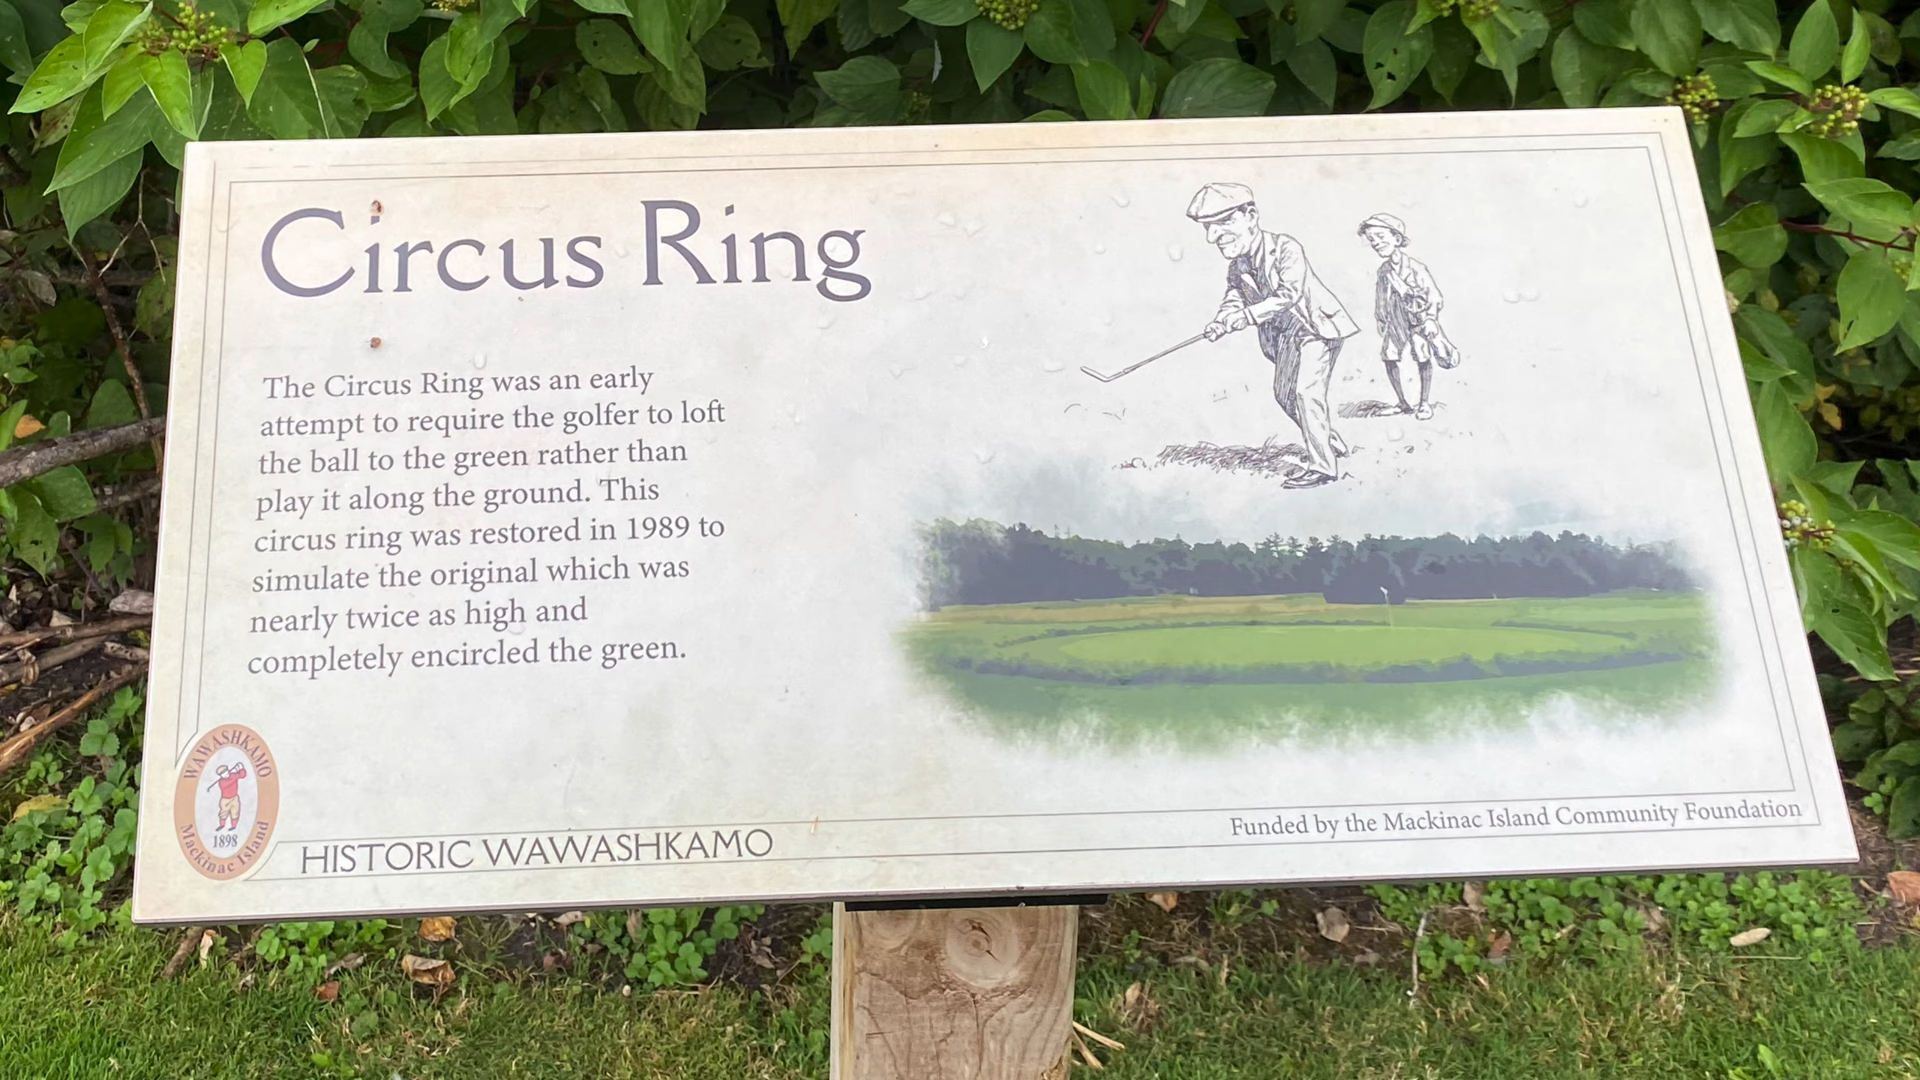 Circus Ring
The Circus Ring was an early
attempt to require the golfer to loft
the ball to the green rather than
play it along the ground. This
circus ring was restored in 1989 to
simulate the original which was
nearly twice as high and
completely encircled the green.
WAWASHKAMO
1898
Mackinac Island
HISTORIC WAWASHKAMO
Funded by the Mackinac Island Community Foundation